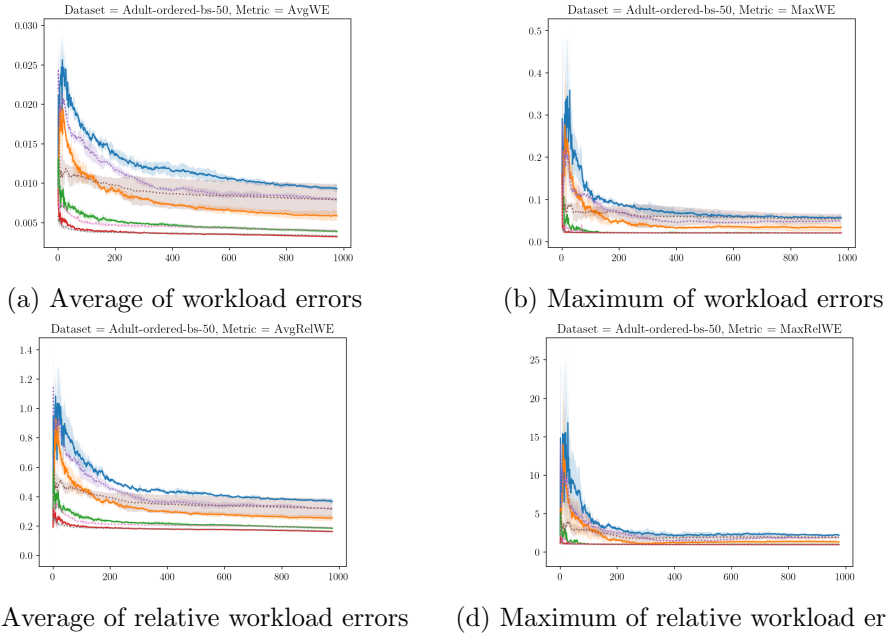 Dataset = Adult-ordered-bs-50, Metric = AvgWE
0.030
0.025
0.020
0.015
0.010
0.005
0 200 400 600 800 1000
Dataset = Adult-ordered-bs-50, Metric = MaxWE
0.5
0.4
0.3
0.2
0.1
0.0
0 200 400 600 800 1000
(a) Average of workload errors
(b) Maximum of workload errors
Dataset = Adult-ordered-bs-50, Metric = AvgRelWE
1.4
1.2
1.0
0.8
0.6
0.4
0.2
0.0
0 200 400 600 800 1000
Dataset = Adult-ordered-bs-50, Metric = MaxRelWE
25
20
15
10
5
0
0 200 400 600 800 1000
Average of relative workload errors
(d) Maximum of relative workload er